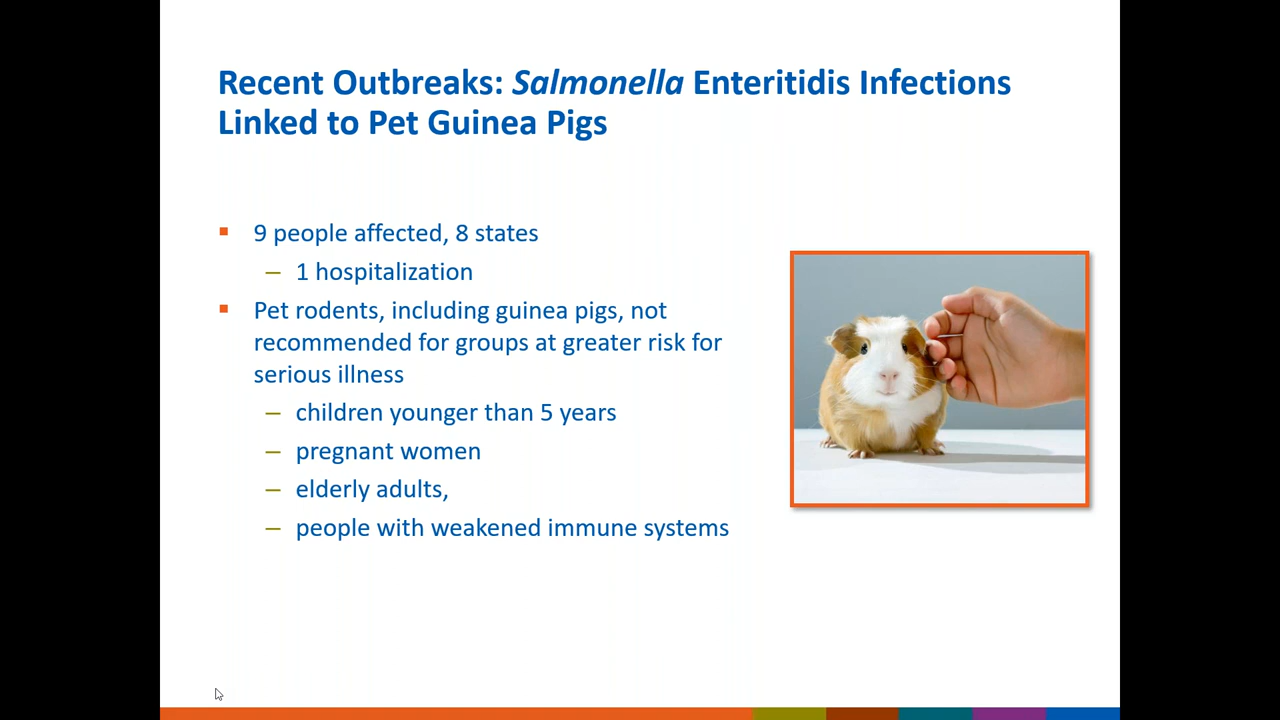 Recent Outbreaks: Salmonella Enteritidis Infections
Linked to Pet Guinea Pigs
9 people affected, 8 states
– 1 hospitalization
Pet rodents, including guinea pigs, not
recommended for groups at greater risk for
serious illness
– children younger than 5 years
– pregnant women
– elderly adults,
– people with weakened immune systems